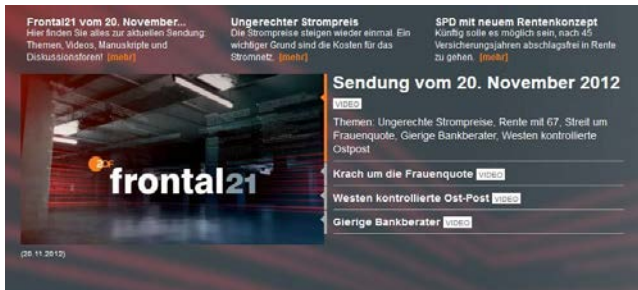 Frontal21 vom 20. November...
Hier finden Sie alles zur aktuellen Sendung:
Themen, Videos, Manuskripte und
Diskussionsforen! [mehr]
Ungerechter Strompreis
Die Strompreise steigen wieder einmal. Ein
wichtiger Grund sind die Kosten für das
Stromnetz. [mehr]
SPD mit neuem Rentenkonzept
Künftig solle es möglich sein, nach 45
Versicherungsjahren abschlagsfrei in Rente
zu gehen. [mehr]
ZDF
frontal21
(20.11.2012)
Sendung vom 20. November 2012
VIDEO
Themen: Ungerechte Strompreise, Rente mit 67, Streit um
Frauenquote, Gierige Bankberater, Westen kontrollierte
Ostpost
Krach um die Frauenquote VIDEO
Westen kontrollierte Ost-Post VIDEO
Gierige Bankberater VIDEO